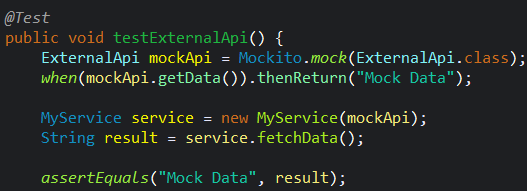 @Test
public void testExternalApi() {
    ExternalApi mockApi = Mockito.mock(ExternalApi.class);
    when(mockApi.getData()).thenReturn("Mock Data");

    MyService service = new MyService(mockApi);
    String result = service.fetchData();

    assertEquals("Mock Data", result);